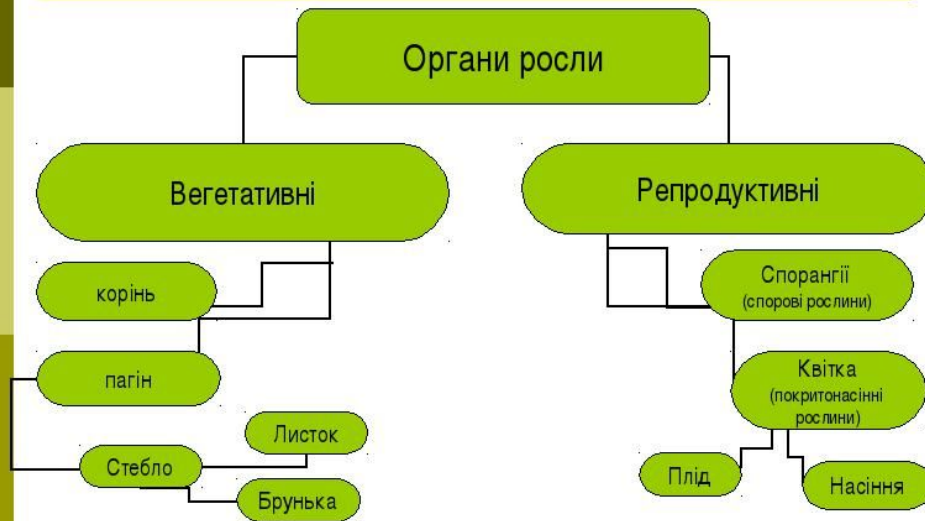 Органи росли
Вегетативні
Репродуктивні
корінь
Спорангії
(спорові рослини)
пагін
Квітка
(покритонасінні
рослини)
Листок
Стебло
Брунька
Плід
Насіння